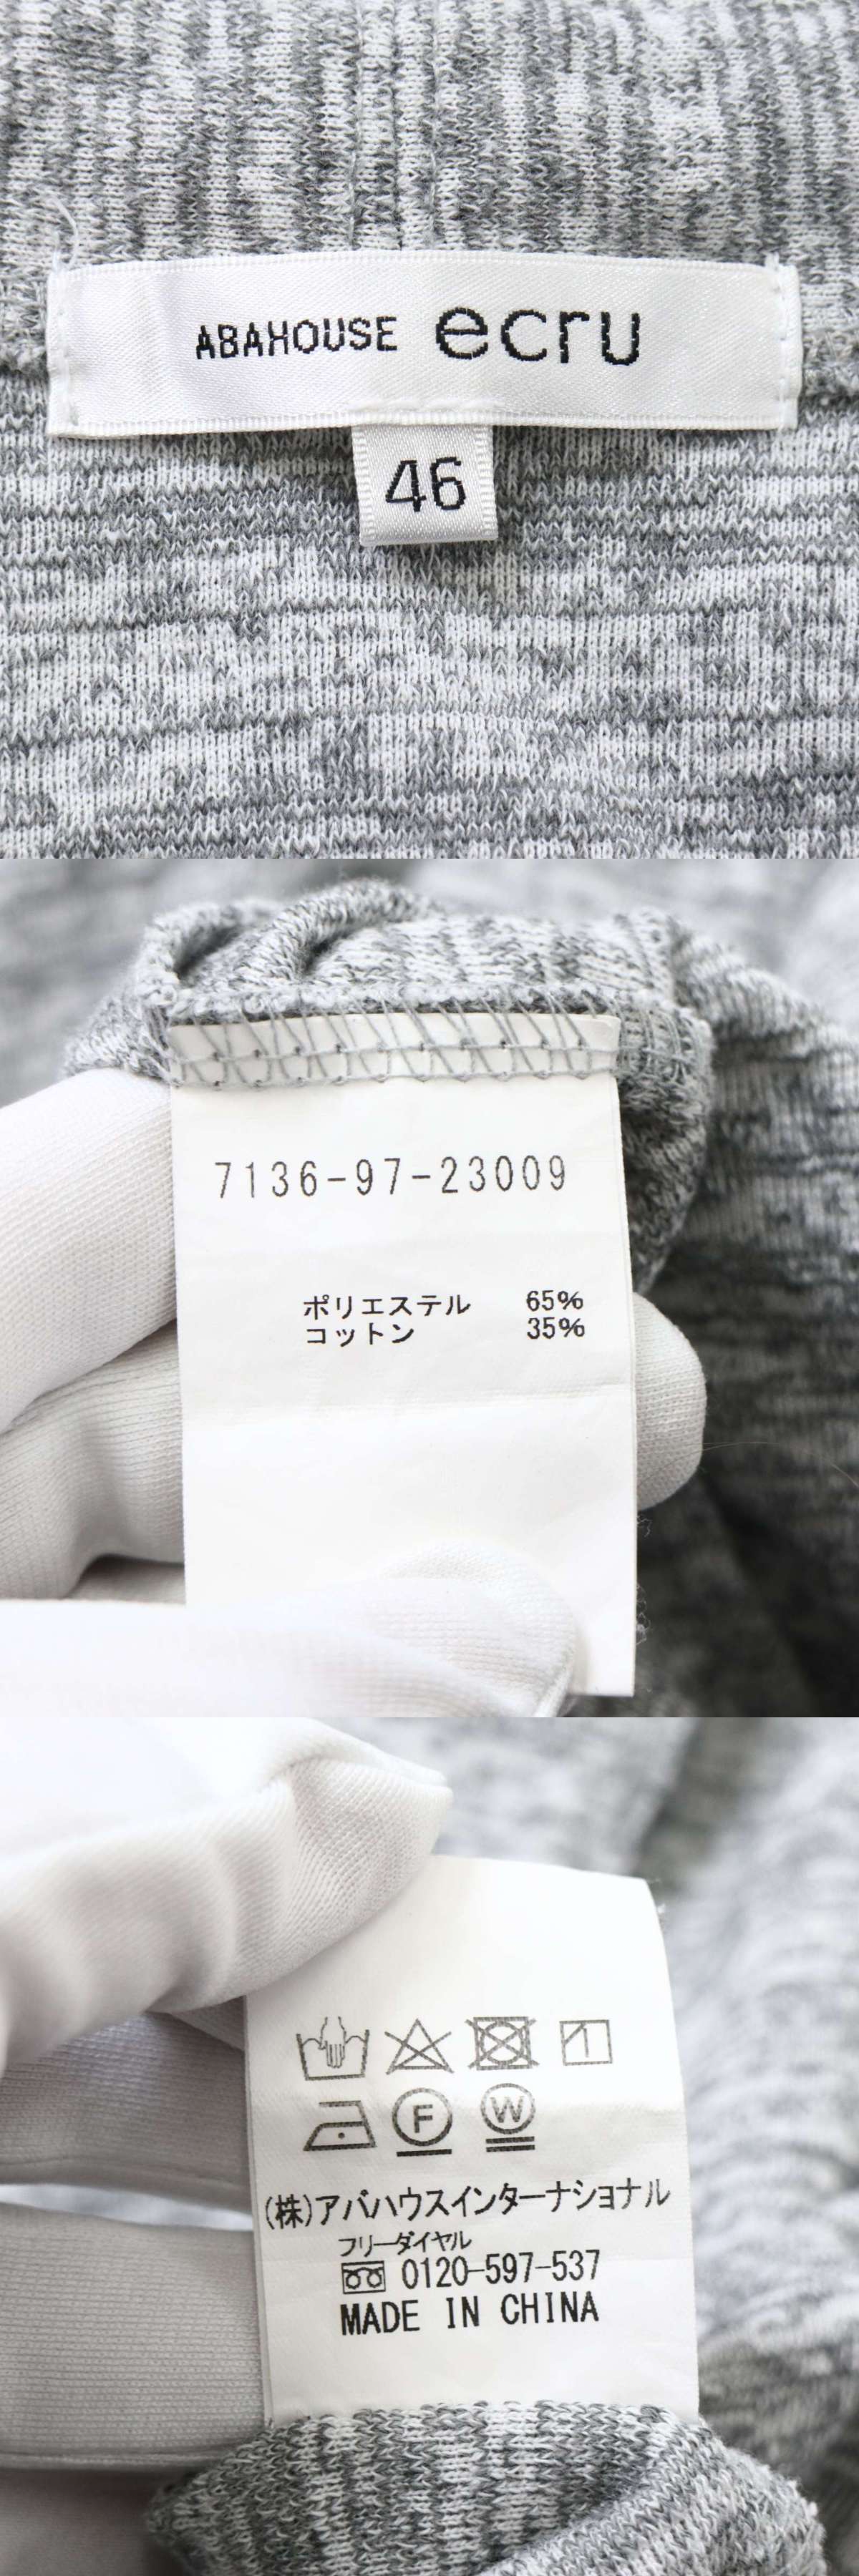 ABAHOUSE ecru
46
7136-97-23009
ポリエステル 65%
コットン 35%
F W
(株)アバハウスインターナショナル
フリーダイヤル
0120-597-537
MADE IN CHINA